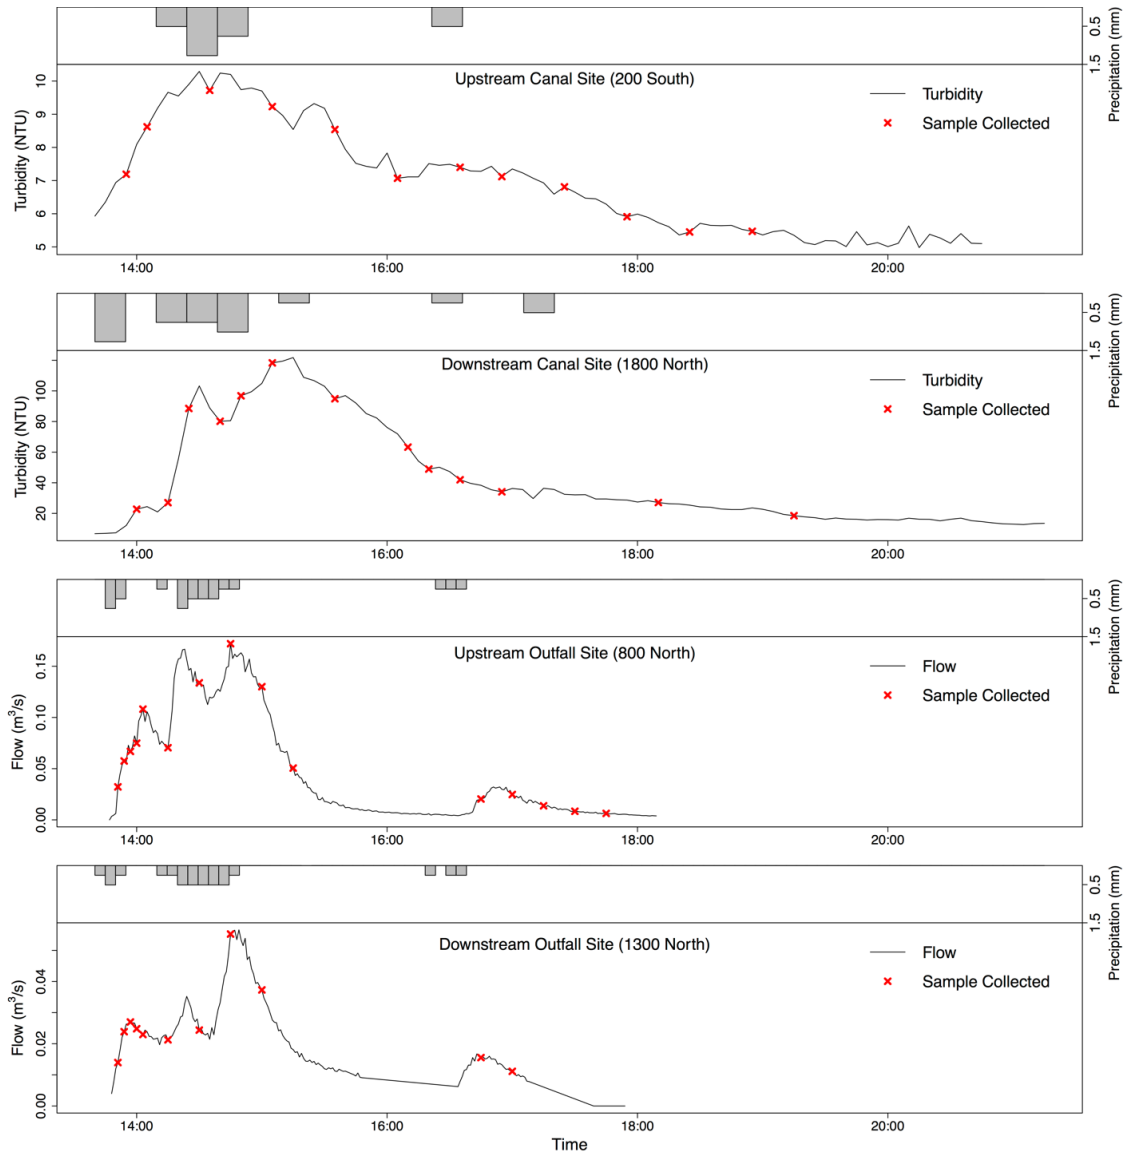 0.5
1.5
Precipitation (mm)
Upstream Canal Site (200 South)
Turbidity
Sample Collected
Turbidity (NTU)
10
9
8
7
6
5
14:00 16:00 18:00 20:00
0.5
1.5
Precipitation (mm)
Downstream Canal Site (1800 North)
Turbidity
Sample Collected
Turbidity (NTU)
100
80
60
40
20
14:00 16:00 18:00 20:00
0.5
1.5
Precipitation (mm)
Upstream Outfall Site (800 North)
Flow
Sample Collected
Flow (m³/s)
0.15
0.10
0.05
0.00
14:00 16:00 18:00 20:00
0.5
1.5
Precipitation (mm)
Downstream Outfall Site (1300 North)
Flow
Sample Collected
Flow (m³/s)
0.04
0.02
0.00
14:00 16:00 18:00 20:00
Time